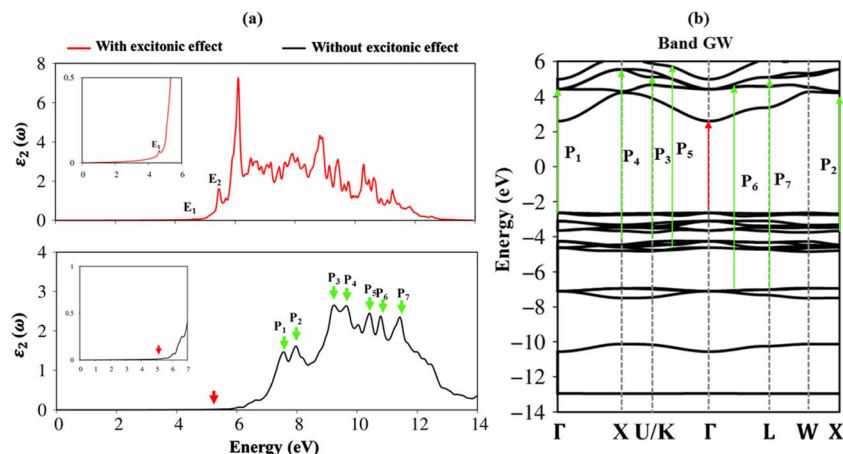 (a)
With excitonic effect
Without excitonic effect
8
6
4
2
0
ε₂ (ω)
0.5
0
0 2 4 6
E₁
E₁
E₂
4
3
2
1
0
ε₂ (ω)
1
0.5
0
0 1 2 3 4 5 6 7
P₁
P₂
P₃
P₄
P₅
P₆
P₇
0 2 4 6 8 10 12 14
Energy (eV)
(b)
Band GW
6
4
2
0
−2
−4
−6
−8
−10
−12
−14
Energy (eV)
P₁
P₄
P₃
P₅
P₆
P₇
P₂
Γ X U/K Γ L W X